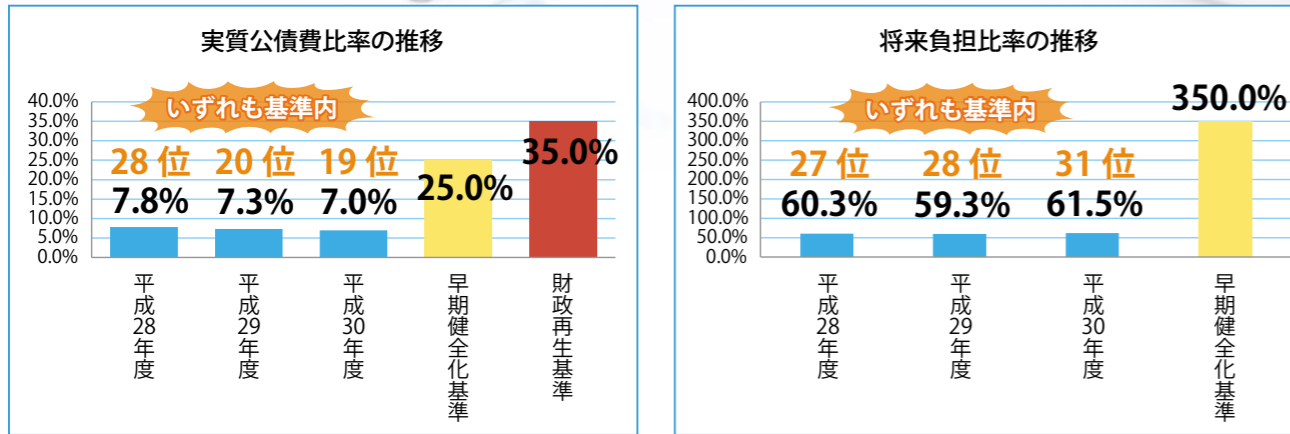 実質公債費比率の推移
いずれも基準内
40.0%
35.0%
30.0%
25.0%
20.0%
15.0%
10.0%
5.0%
0.0%
28 位
20 位
19 位
7.8%
7.3%
7.0%
25.0%
35.0%
平成28年度
平成29年度
平成30年度
早期健全化基準
財政再生基準
将来負担比率の推移
いずれも基準内
400.0%
350.0%
300.0%
250.0%
200.0%
150.0%
100.0%
50.0%
0.0%
27 位
28 位
31 位
60.3%
59.3%
61.5%
350.0%
平成28年度
平成29年度
平成30年度
早期健全化基準